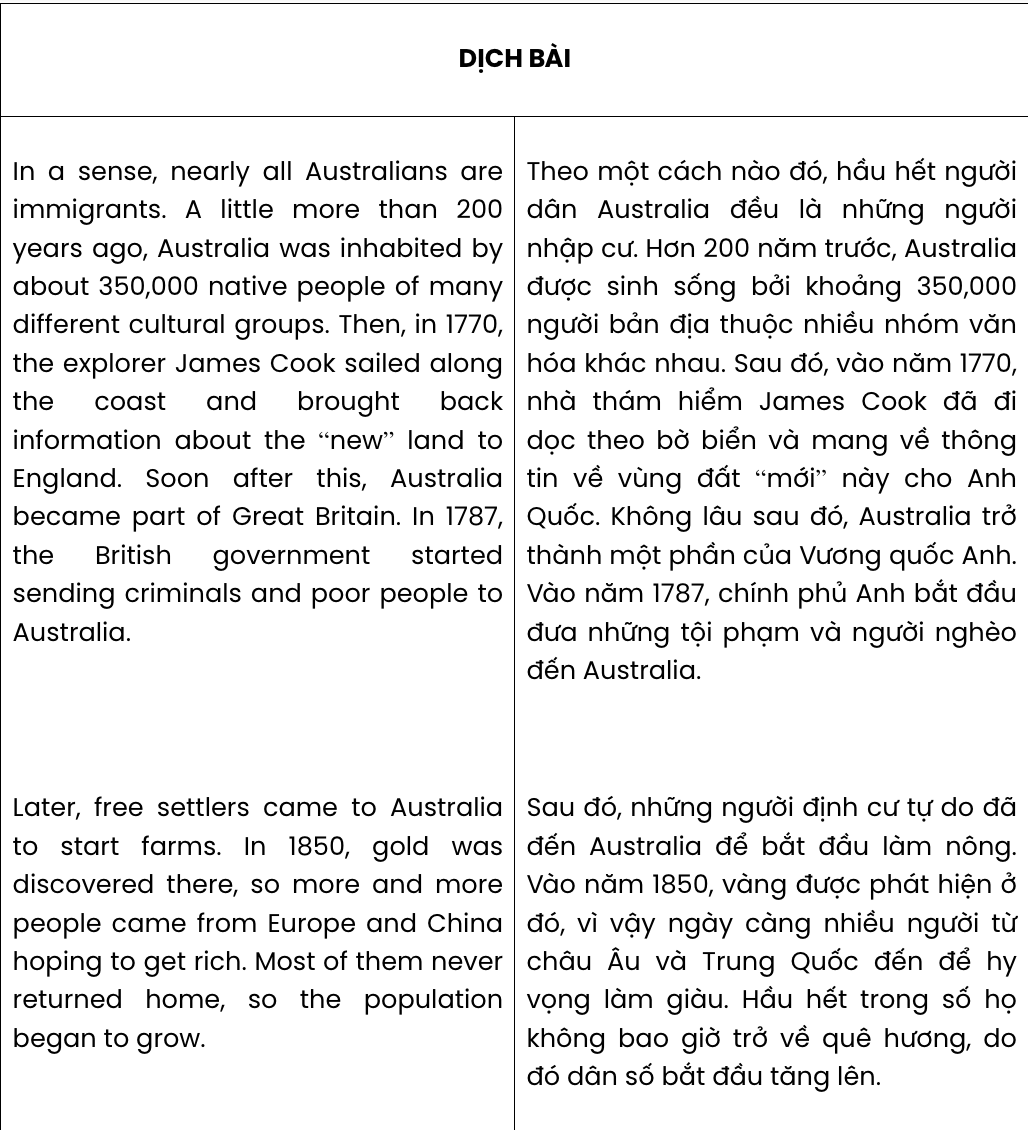 DỊCH BÀI
In a sense, nearly all Australians are
immigrants. A little more than 200
years ago, Australia was inhabited by
about 350,000 native people of many
different cultural groups. Then, in 1770,
the explorer James Cook sailed along
the coast and brought back
information about the “new” land to
England. Soon after this, Australia
became part of Great Britain. In 1787,
the British government started
sending criminals and poor people to
Australia.
Theo một cách nào đó, hầu hết người
dân Australia đều là những người
nhập cư. Hơn 200 năm trước, Australia
được sinh sống bởi khoảng 350,000
người bản địa thuộc nhiều nhóm văn
hóa khác nhau. Sau đó, vào năm 1770,
nhà thám hiểm James Cook đã đi
dọc theo bờ biển và mang về thông
tin về vùng đất “mới” này cho Anh
Quốc. Không lâu sau đó, Australia trở
thành một phần của Vương quốc Anh.
Vào năm 1787, chính phủ Anh bắt đầu
đưa những tội phạm và người nghèo
đến Australia.
Later, free settlers came to Australia
to start farms. In 1850, gold was
discovered there, so more and more
people came from Europe and China
hoping to get rich. Most of them never
returned home, so the population
began to grow.
Sau đó, những người định cư tự do đã
đến Australia để bắt đầu làm nông.
Vào năm 1850, vàng được phát hiện ở
đó, vì vậy ngày càng nhiều người từ
châu Âu và Trung Quốc đến để hy
vọng làm giàu. Hầu hết trong số họ
không bao giờ trở về quê hương, do
đó dân số bắt đầu tăng lên.